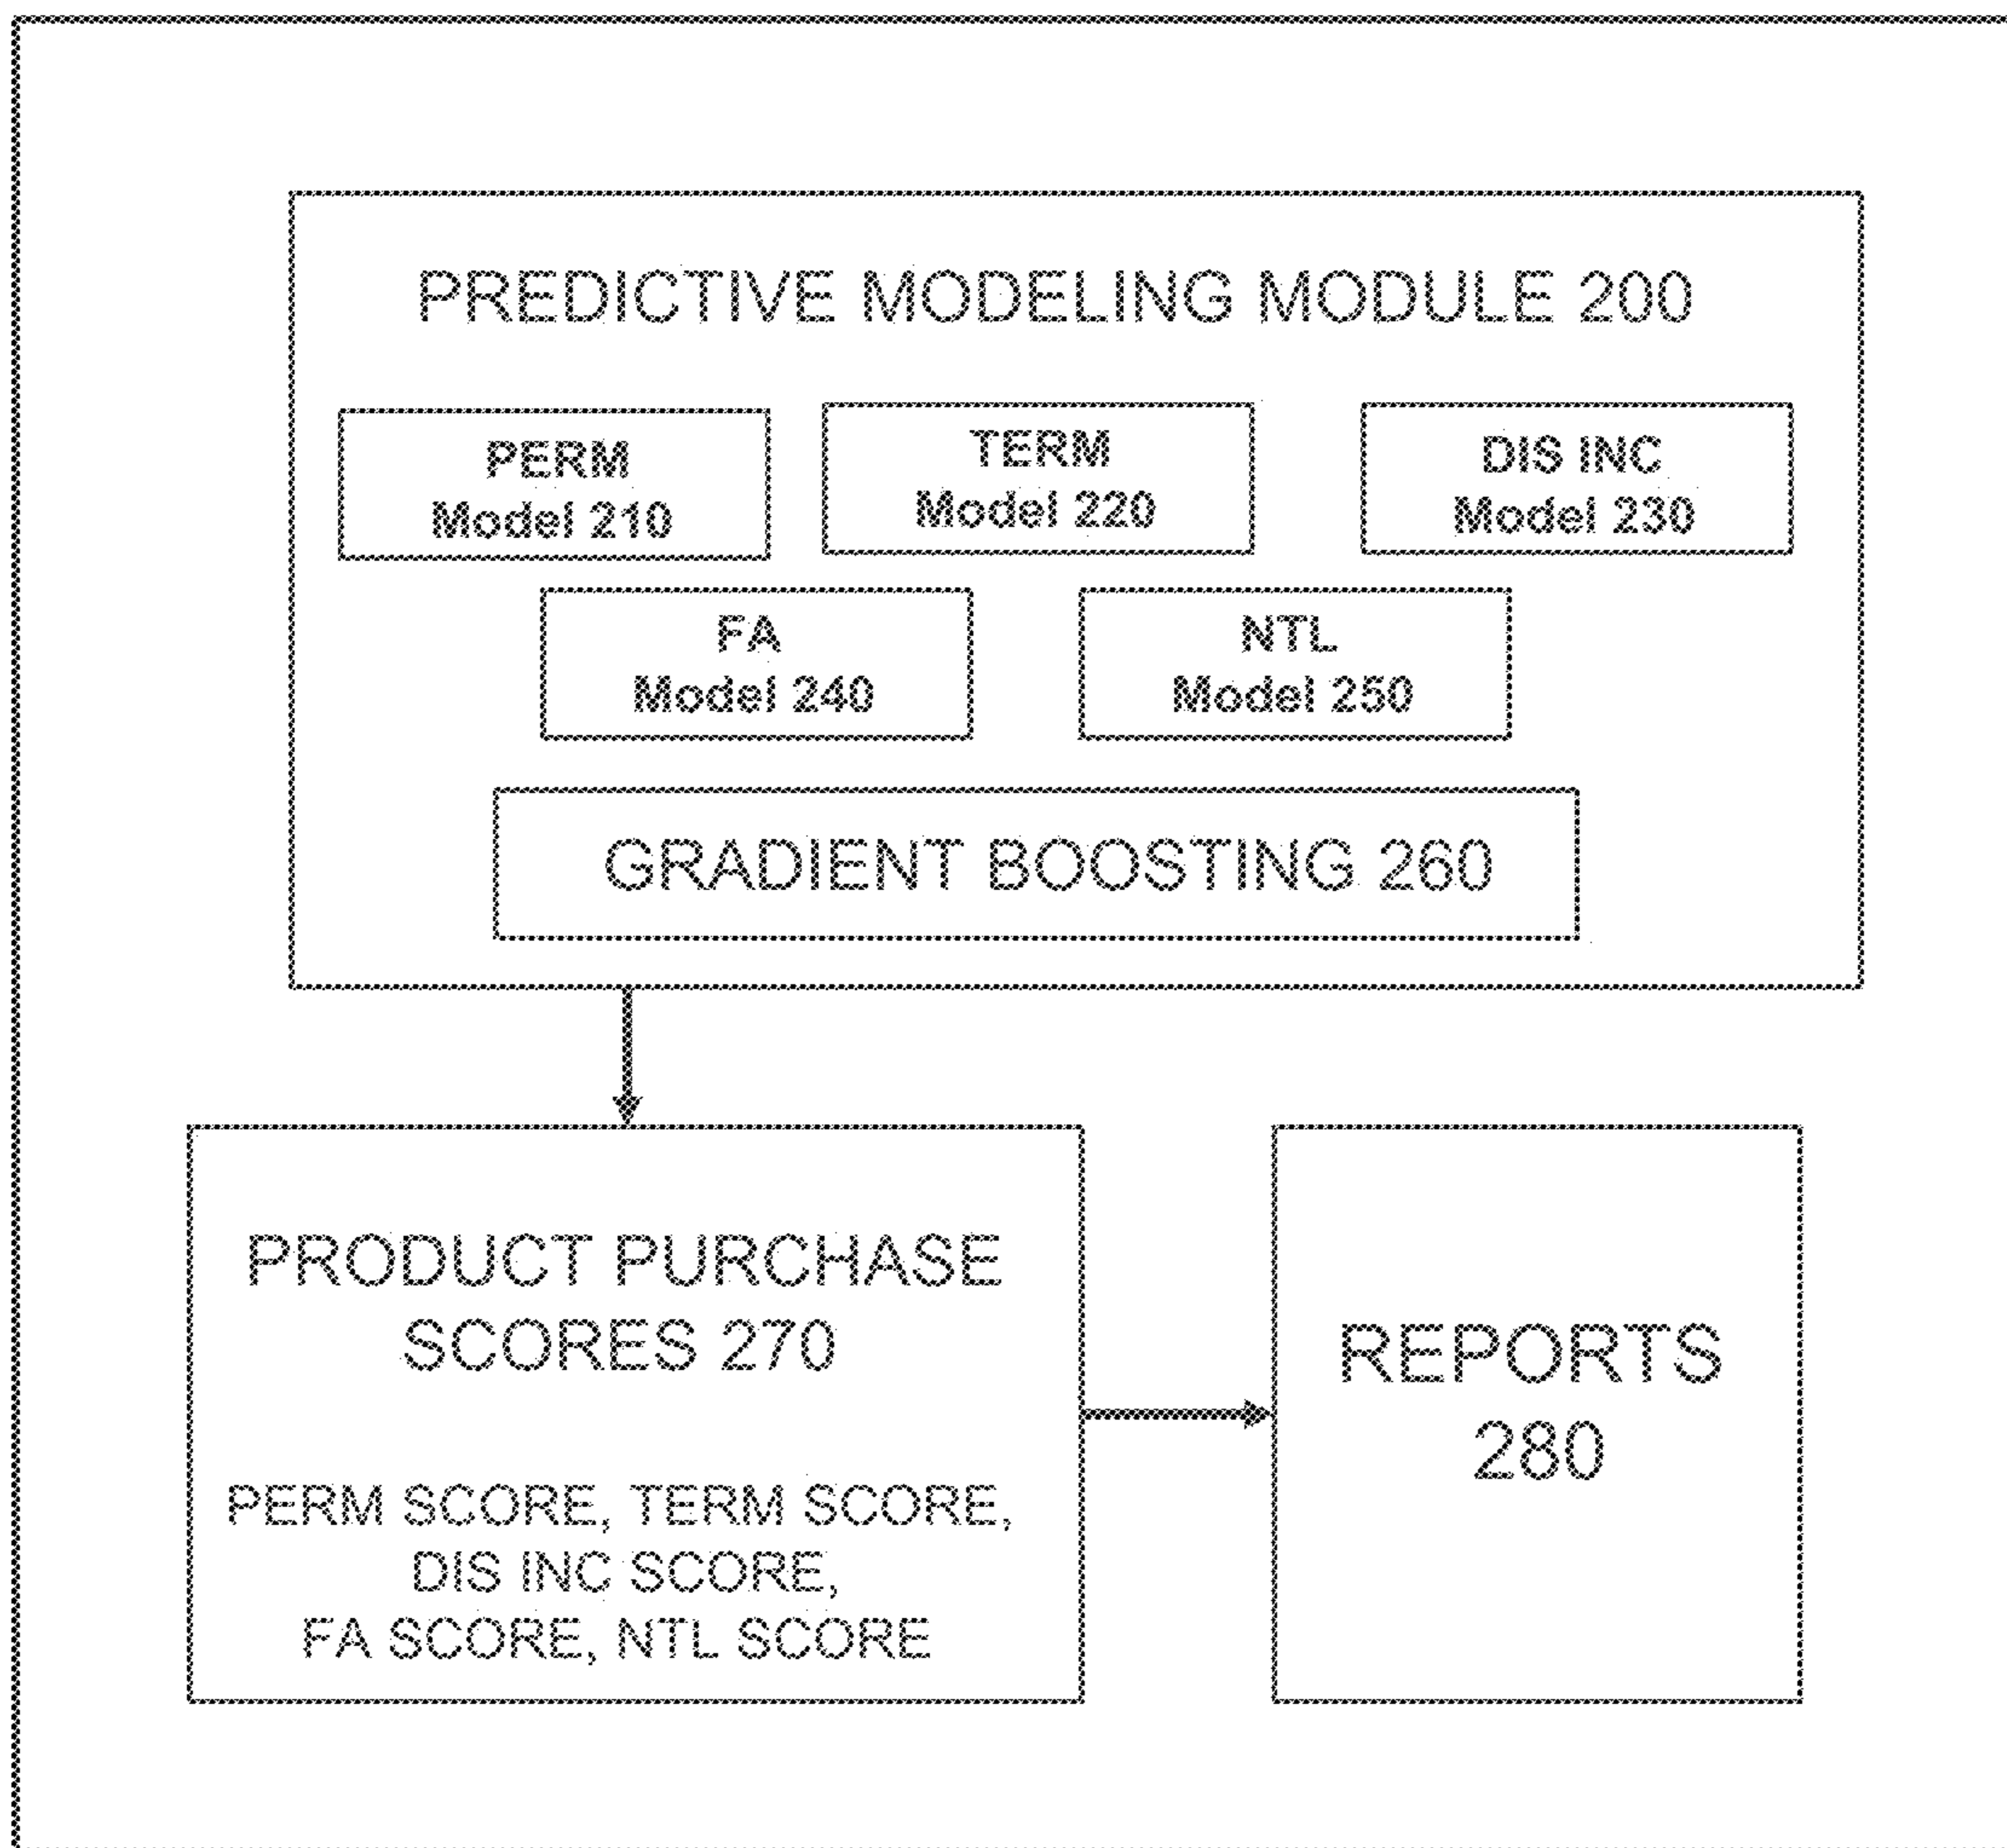 PREDICTIVE MODELING MODULE 200
PERM
Model 210
TERM
Model 220
DIS INC
Model 230
FA
Model 240
NTL
Model 250
GRADIENT BOOSTING 260
PRODUCT PURCHASE
SCORES 270
PERM SCORE, TERM SCORE,
DIS INC SCORE,
FA SCORE, NTL SCORE
REPORTS
280